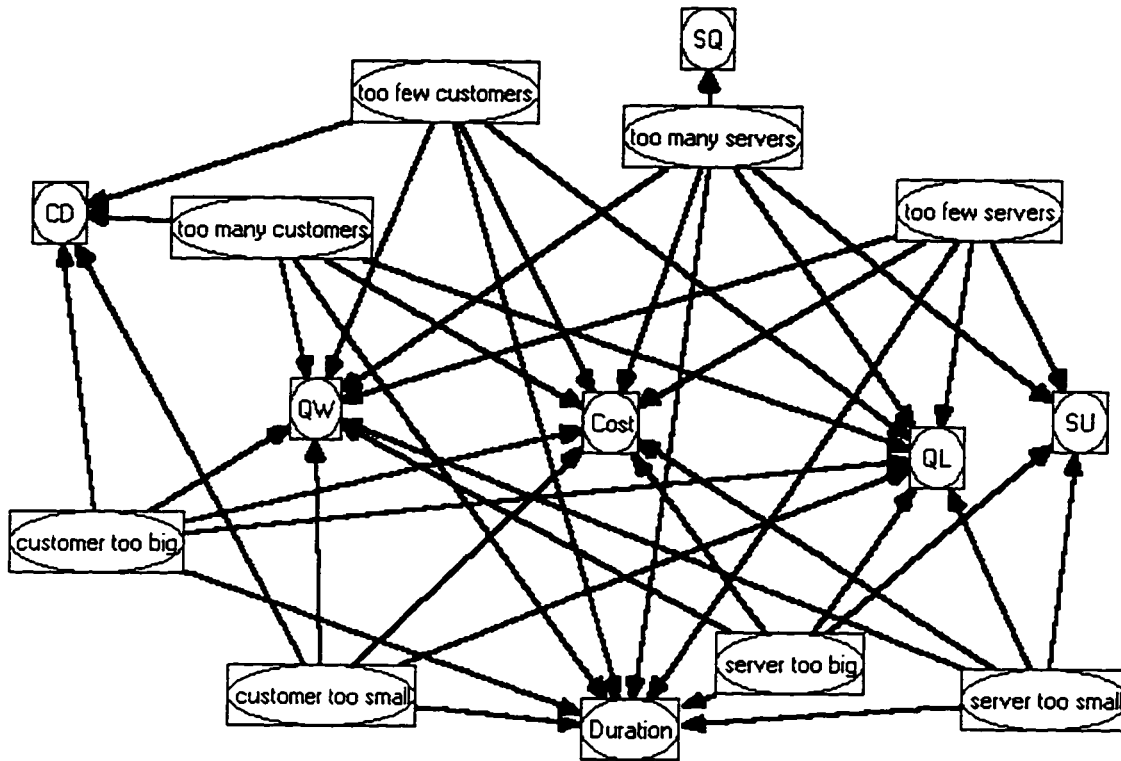 SQ
too few customers
too many servers
CD
too many customers
too few servers
QW
Cost
SU
QL
customer too big
server too big
customer too small
server too small
Duration